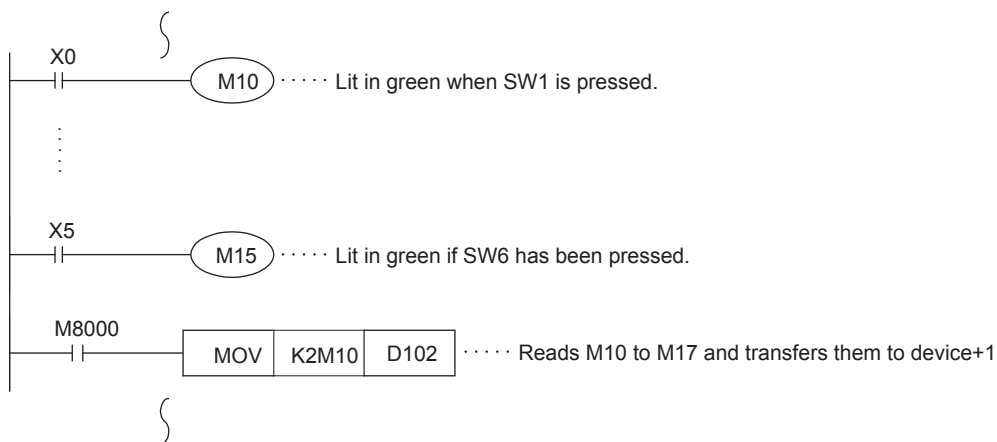 X0
M10 ····· Lit in green when SW1 is pressed.
X5
M15 ····· Lit in green if SW6 has been pressed.
M8000
MOV K2M10 D102 ····· Reads M10 to M17 and transfers them to device+1